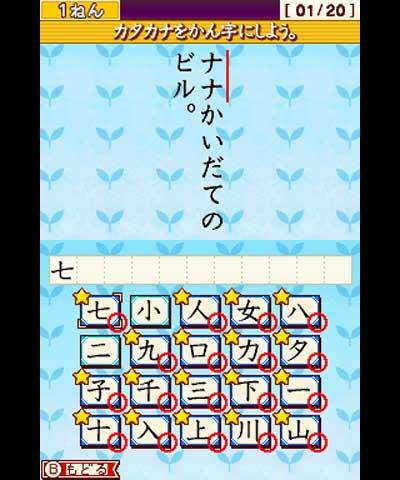 1ねん
[ 01/20 ]
カタカナをかん字にしよう。
ナナかいだての
ビル。
七
七 小 人 女 八
二 九 口 力 夕
子 千 三 下 一
十 入 上 川 山
B もどる